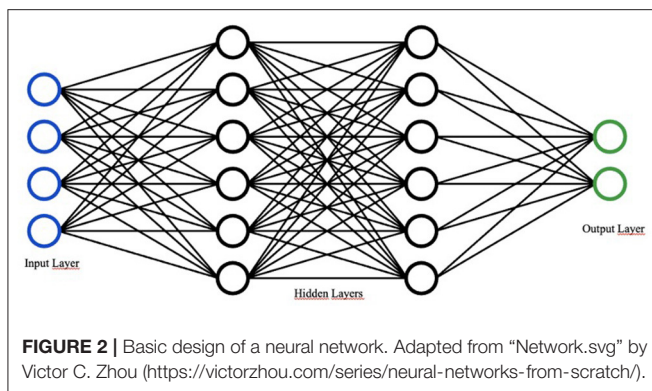 Input Layer
Output Layer
Hidden Layers
FIGURE 2 | Basic design of a neural network. Adapted from “Network.svg” by
Victor C. Zhou (https://victorzhou.com/series/neural-networks-from-scratch/).